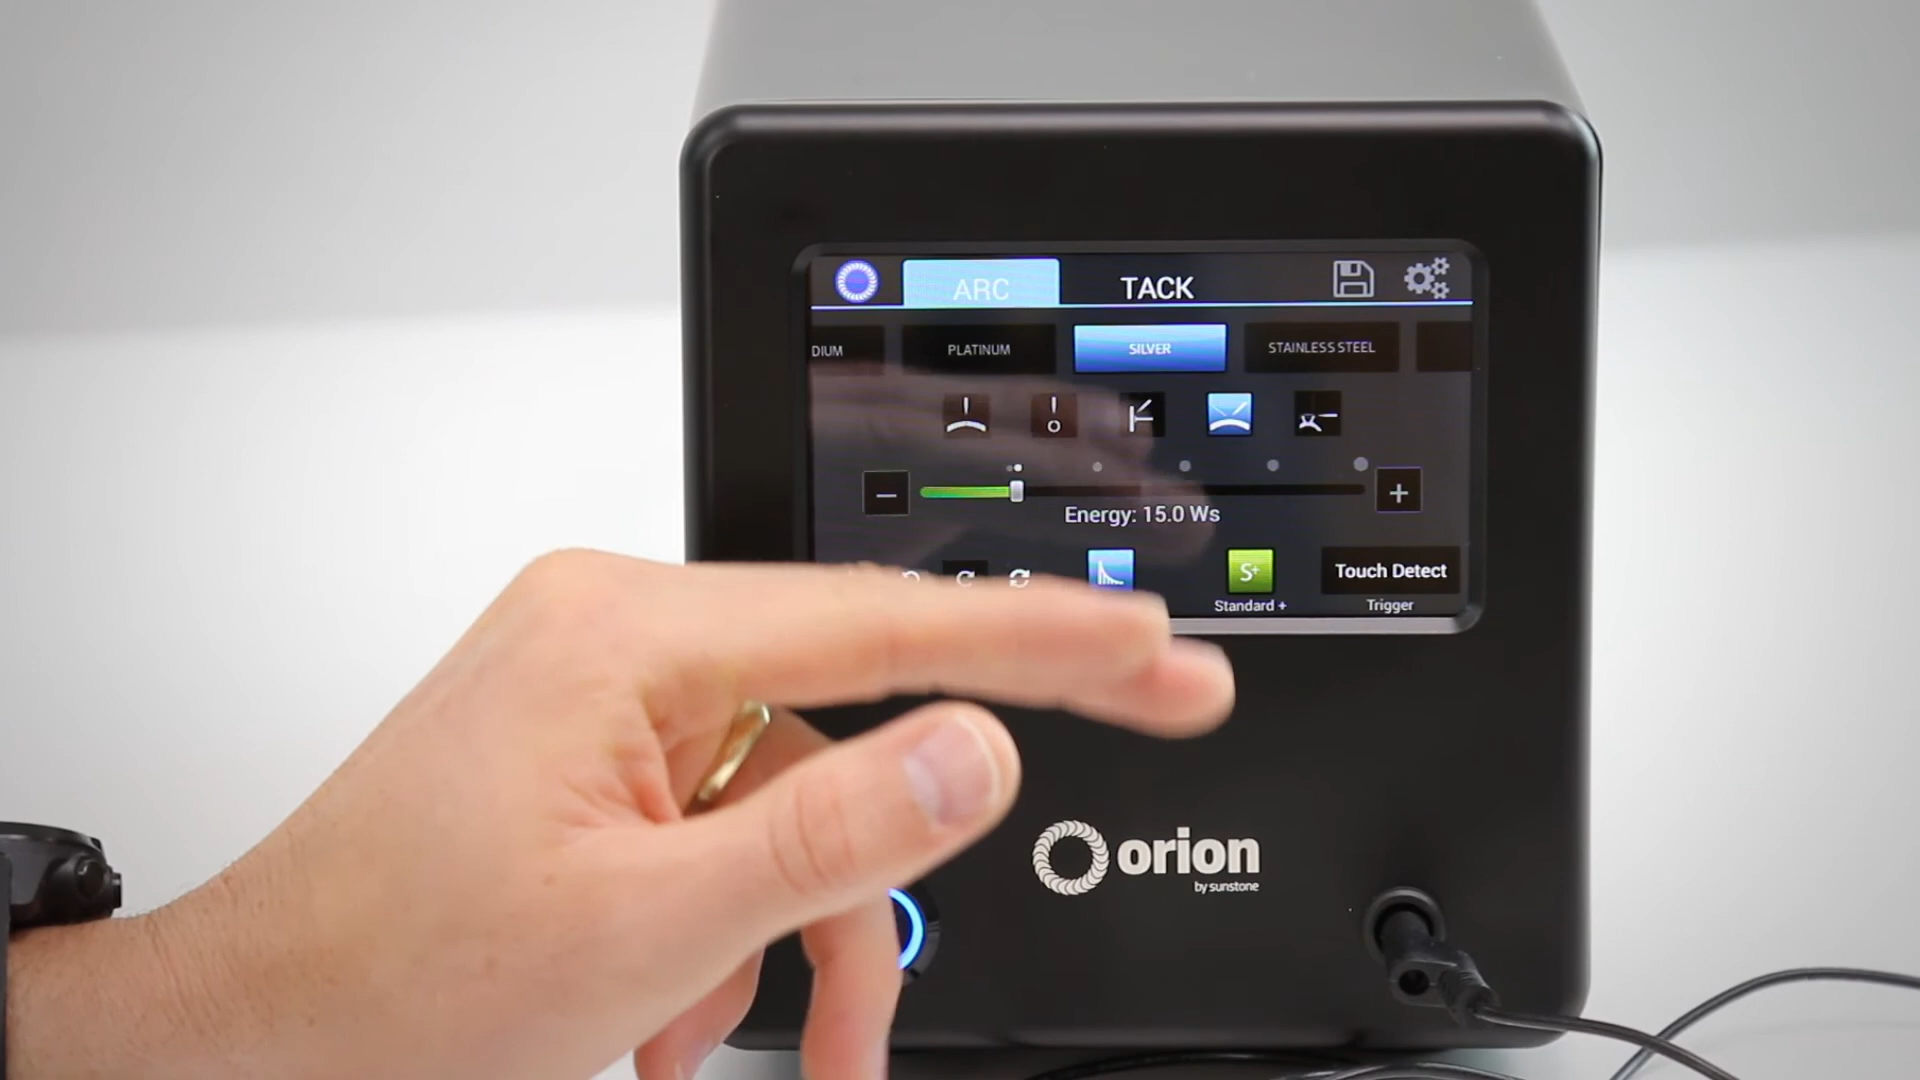 ARC TACK
DIUM PLATINUM SILVER STAINLESS STEEL
Energy: 15.0 Ws
S+ Touch Detect
Standard + Trigger
orion
by sunstone